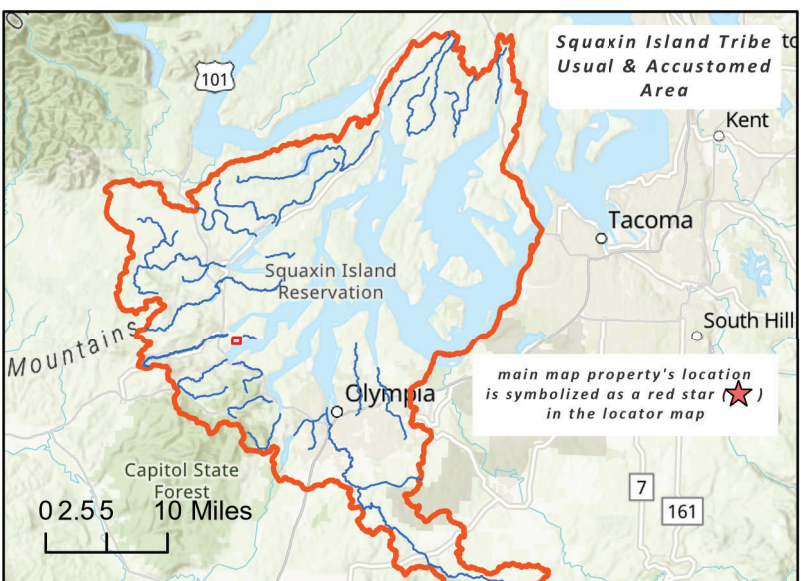 Squaxin Island Tribe
Usual & Accustomed
Area
101
Kent
Tacoma
Squaxin Island
Reservation
South Hill
Mountains
main map property's location
is symbolized as a red star ( )
in the locator map
Olympia
Capitol State
Forest
7
161
0 2.5 5 10 Miles